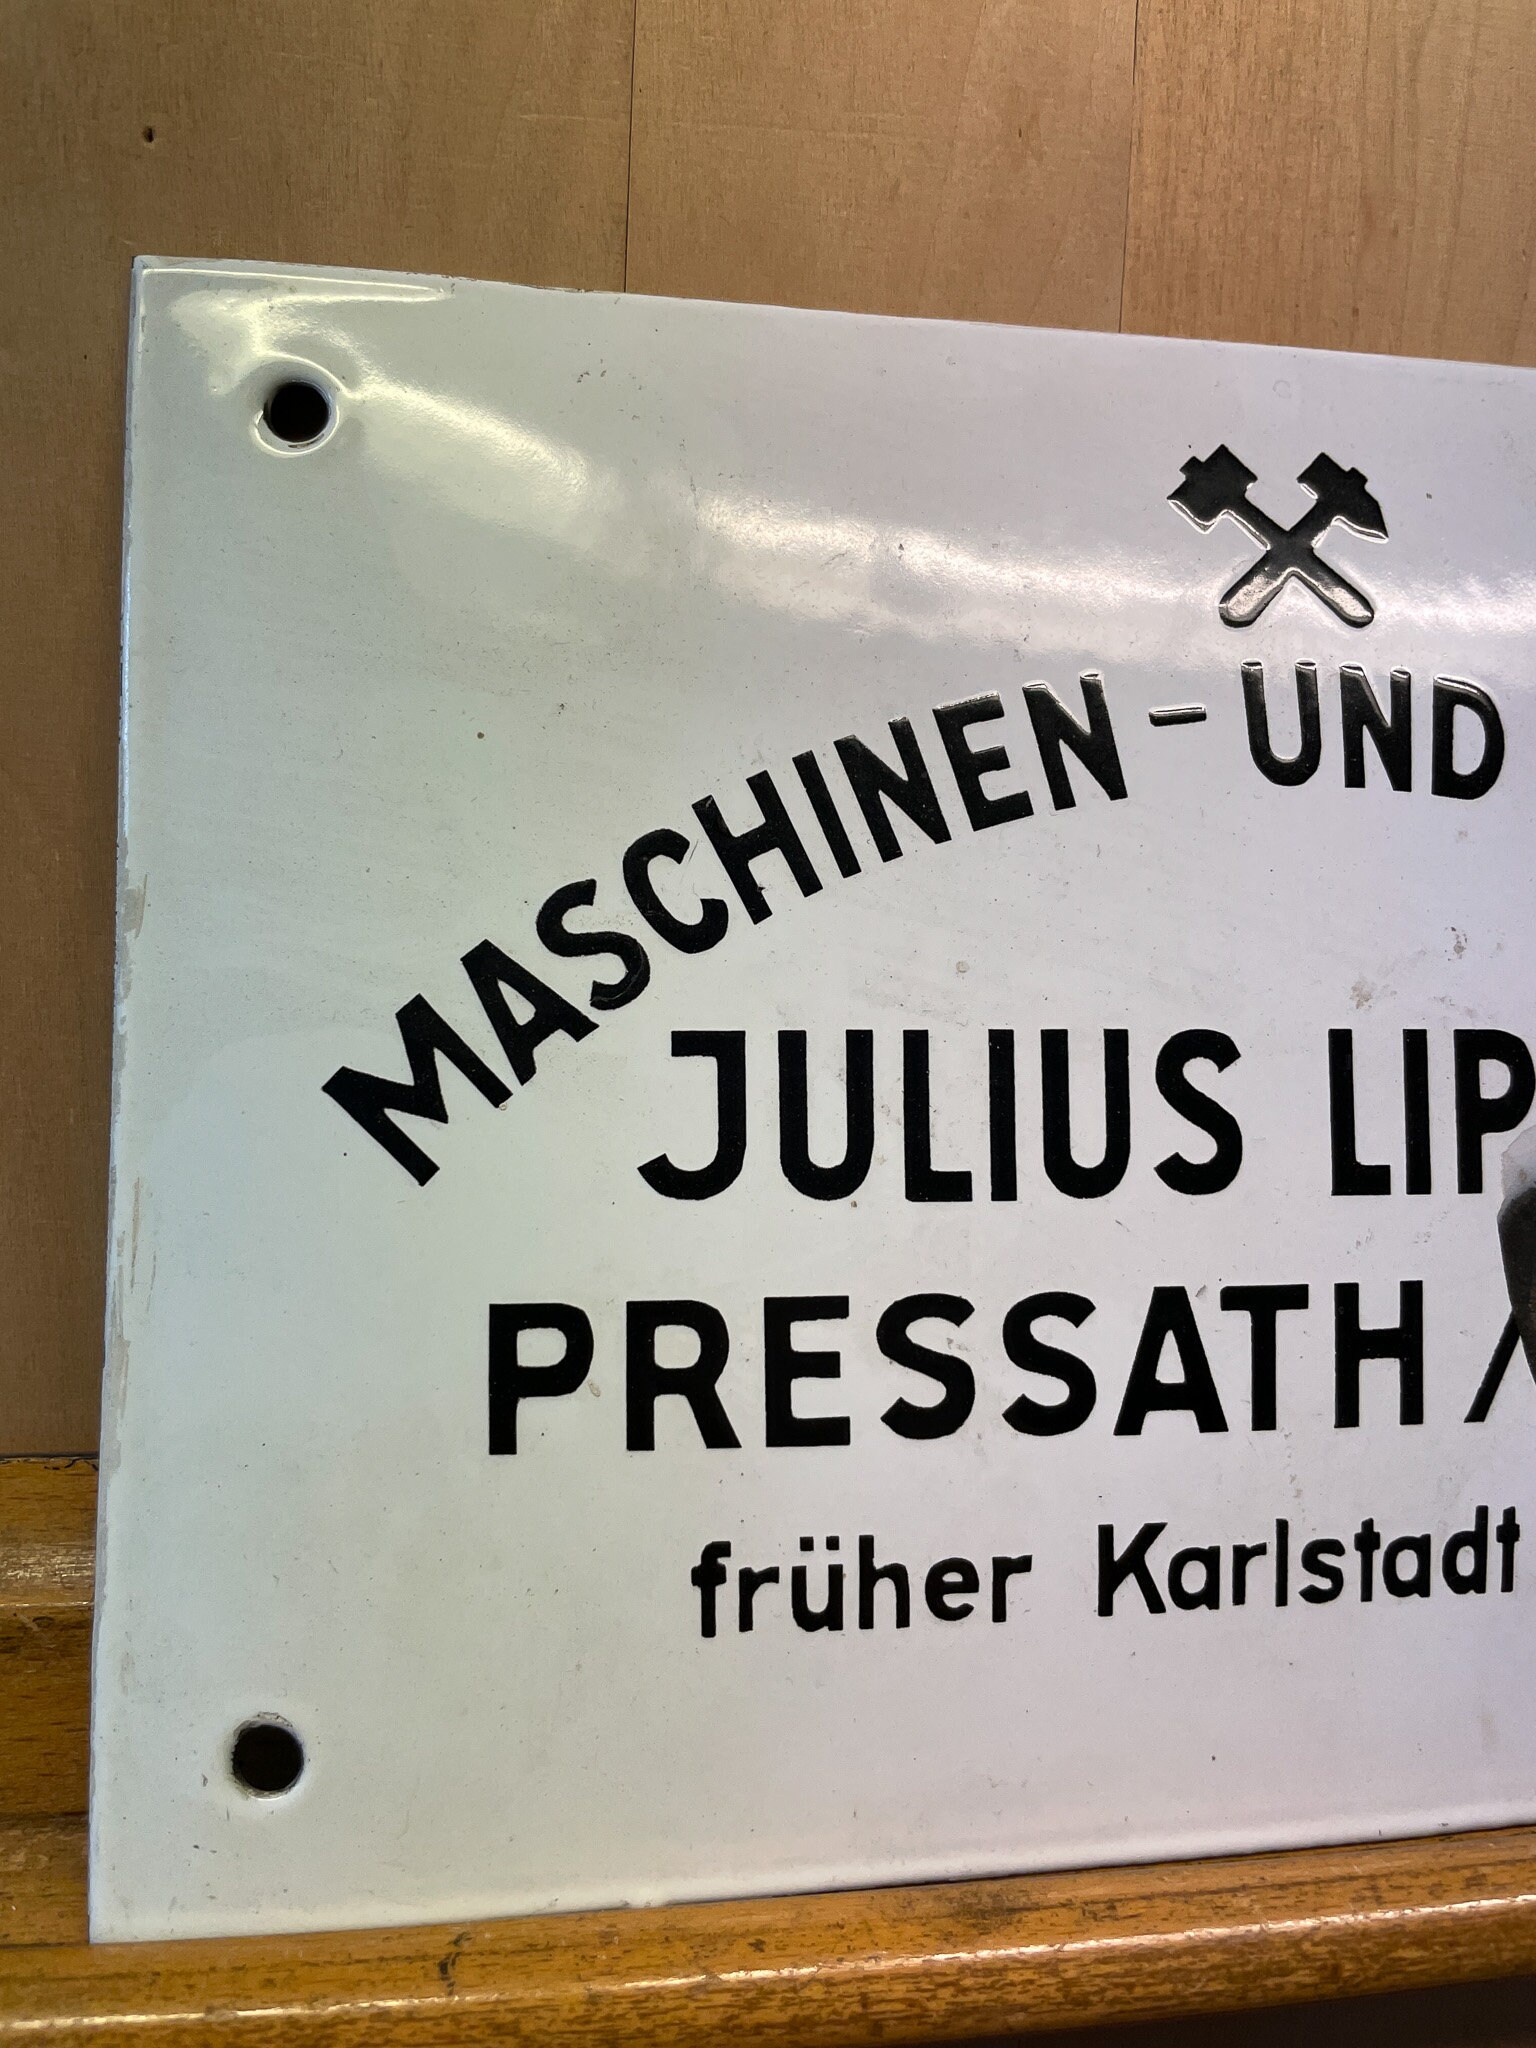 MASCHINEN-UND
JULIUS LIP
PRESSATH /
früher Karlstadt